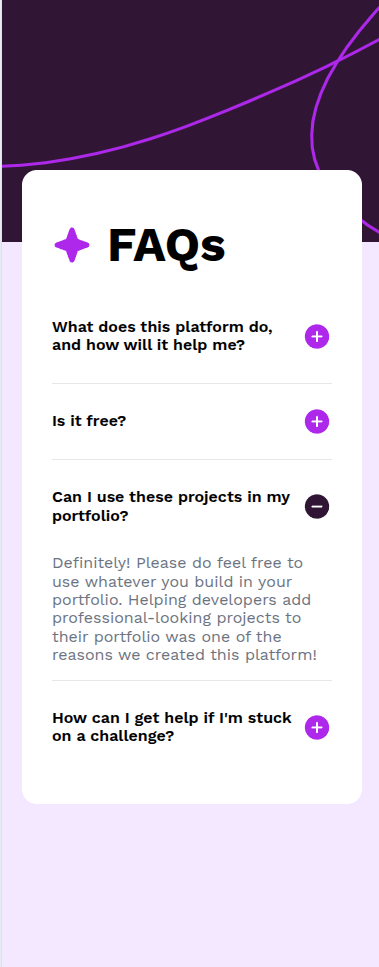 FAQs
What does this platform do,
and how will it help me?
Is it free?
Can I use these projects in my
portfolio?
Definitely! Please do feel free to
use whatever you build in your
portfolio. Helping developers add
professional-looking projects to
their portfolio was one of the
reasons we created this platform!
How can I get help if I'm stuck
on a challenge?